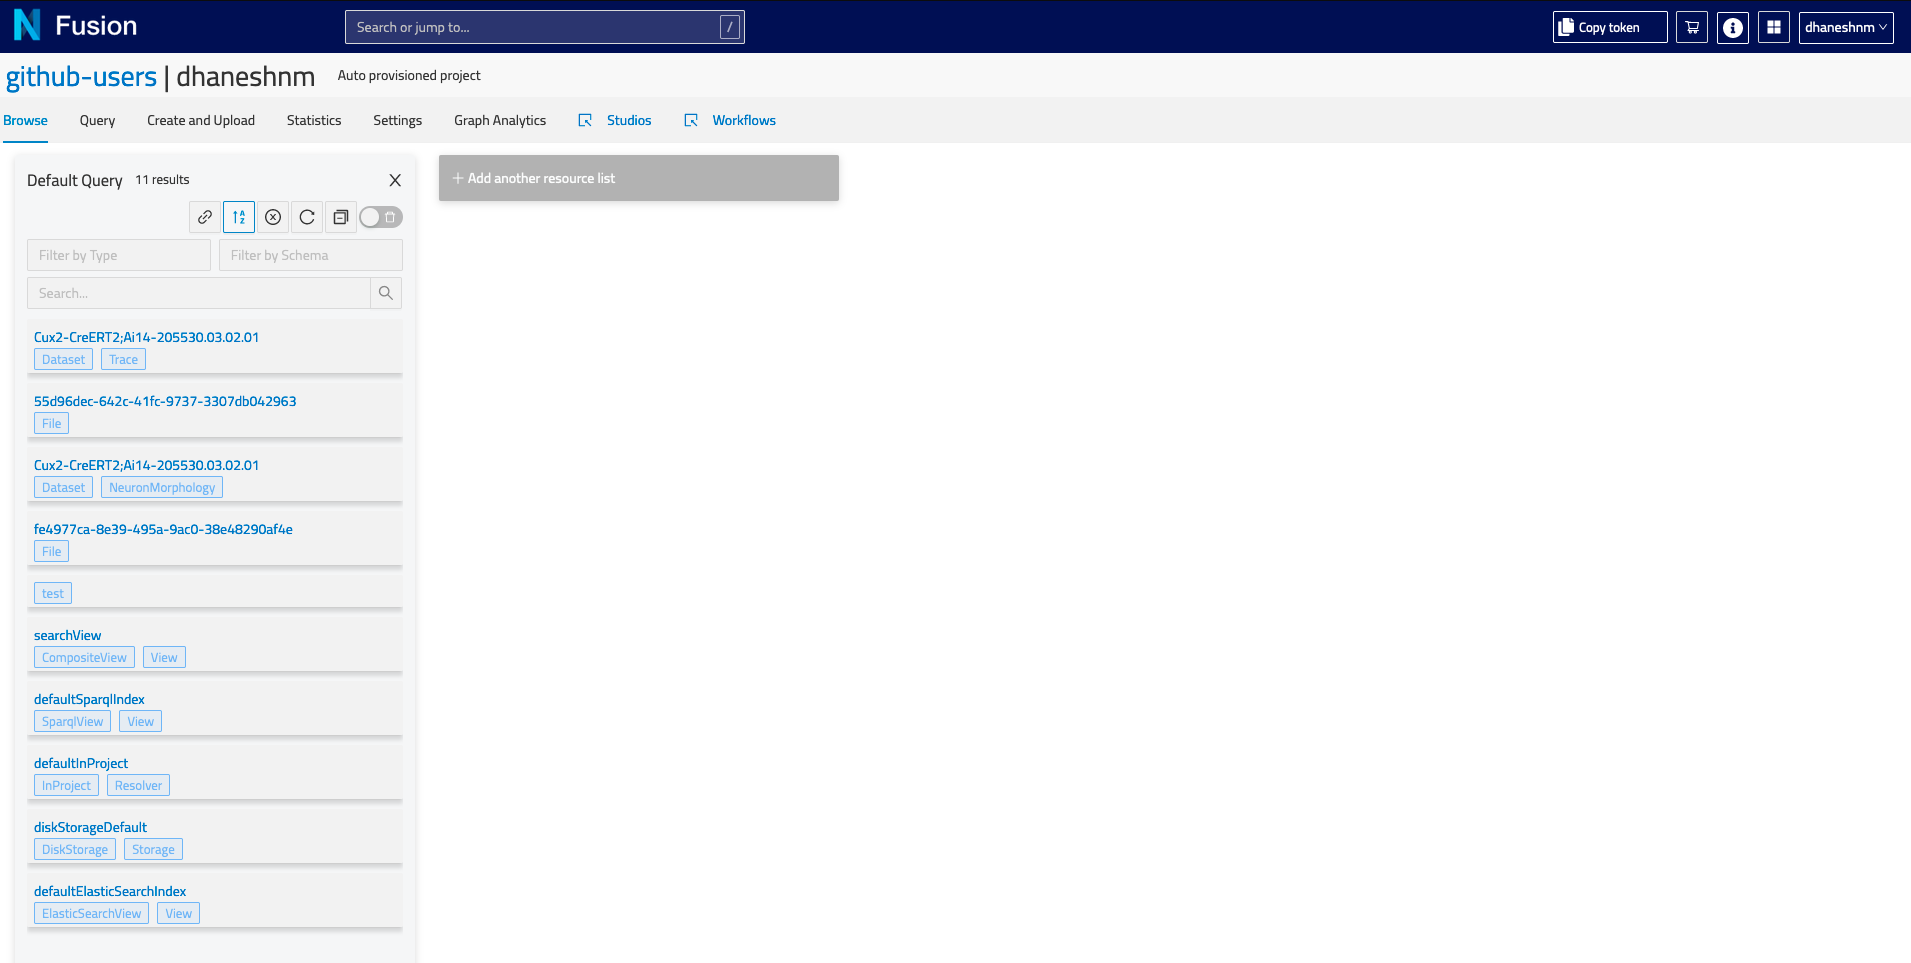 Fusion
Search or jump to... /
Copy token
dhaneshnm
github-users | dhaneshnm Auto provisioned project
Browse Query Create and Upload Statistics Settings Graph Analytics Studios Workflows
Default Query 11 results
Add another resource list
Filter by Type Filter by Schema
Search...
Cux2-CreERT2;Ai14-205530.03.02.01
Dataset Trace
55d96dec-642c-41fc-9737-3307db042963
File
Cux2-CreERT2;Ai14-205530.03.02.01
Dataset NeuronMorphology
fe4977ca-8e39-495a-9ac0-38e48290af4e
File
test
searchView
CompositeView View
defaultSparqlIndex
SparqlView View
defaultInProject
InProject Resolver
diskStorageDefault
DiskStorage Storage
defaultElasticSearchIndex
ElasticSearchView View